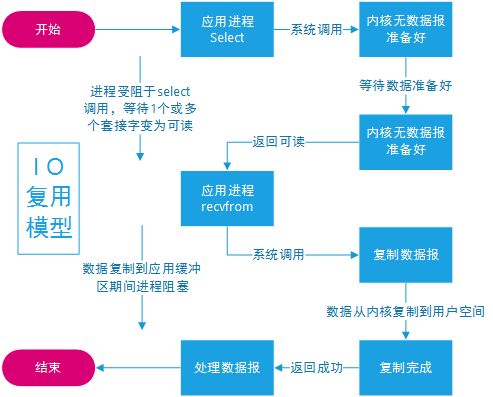 开始
应用进程
Select
系统调用
内核无数据报
准备好
进程受阻于select
调用，等待1个或多
个套接字变为可读
等待数据准备好
内核无数据报
准备好
返回可读
IO
复用
模型
应用进程
recvfrom
系统调用
复制数据报
数据复制到应用缓冲
区期间进程阻塞
数据从内核复制到用户空间
结束
处理数据报
返回成功
复制完成